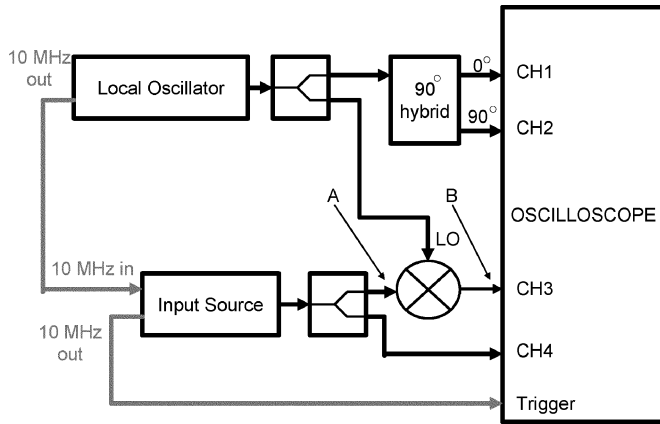 10 MHz
out
Local Oscillator
90°
hybrid
0°
CH1
90°
CH2
OSCILLOSCOPE
A
B
LO
10 MHz in
Input Source
CH3
10 MHz
out
CH4
Trigger